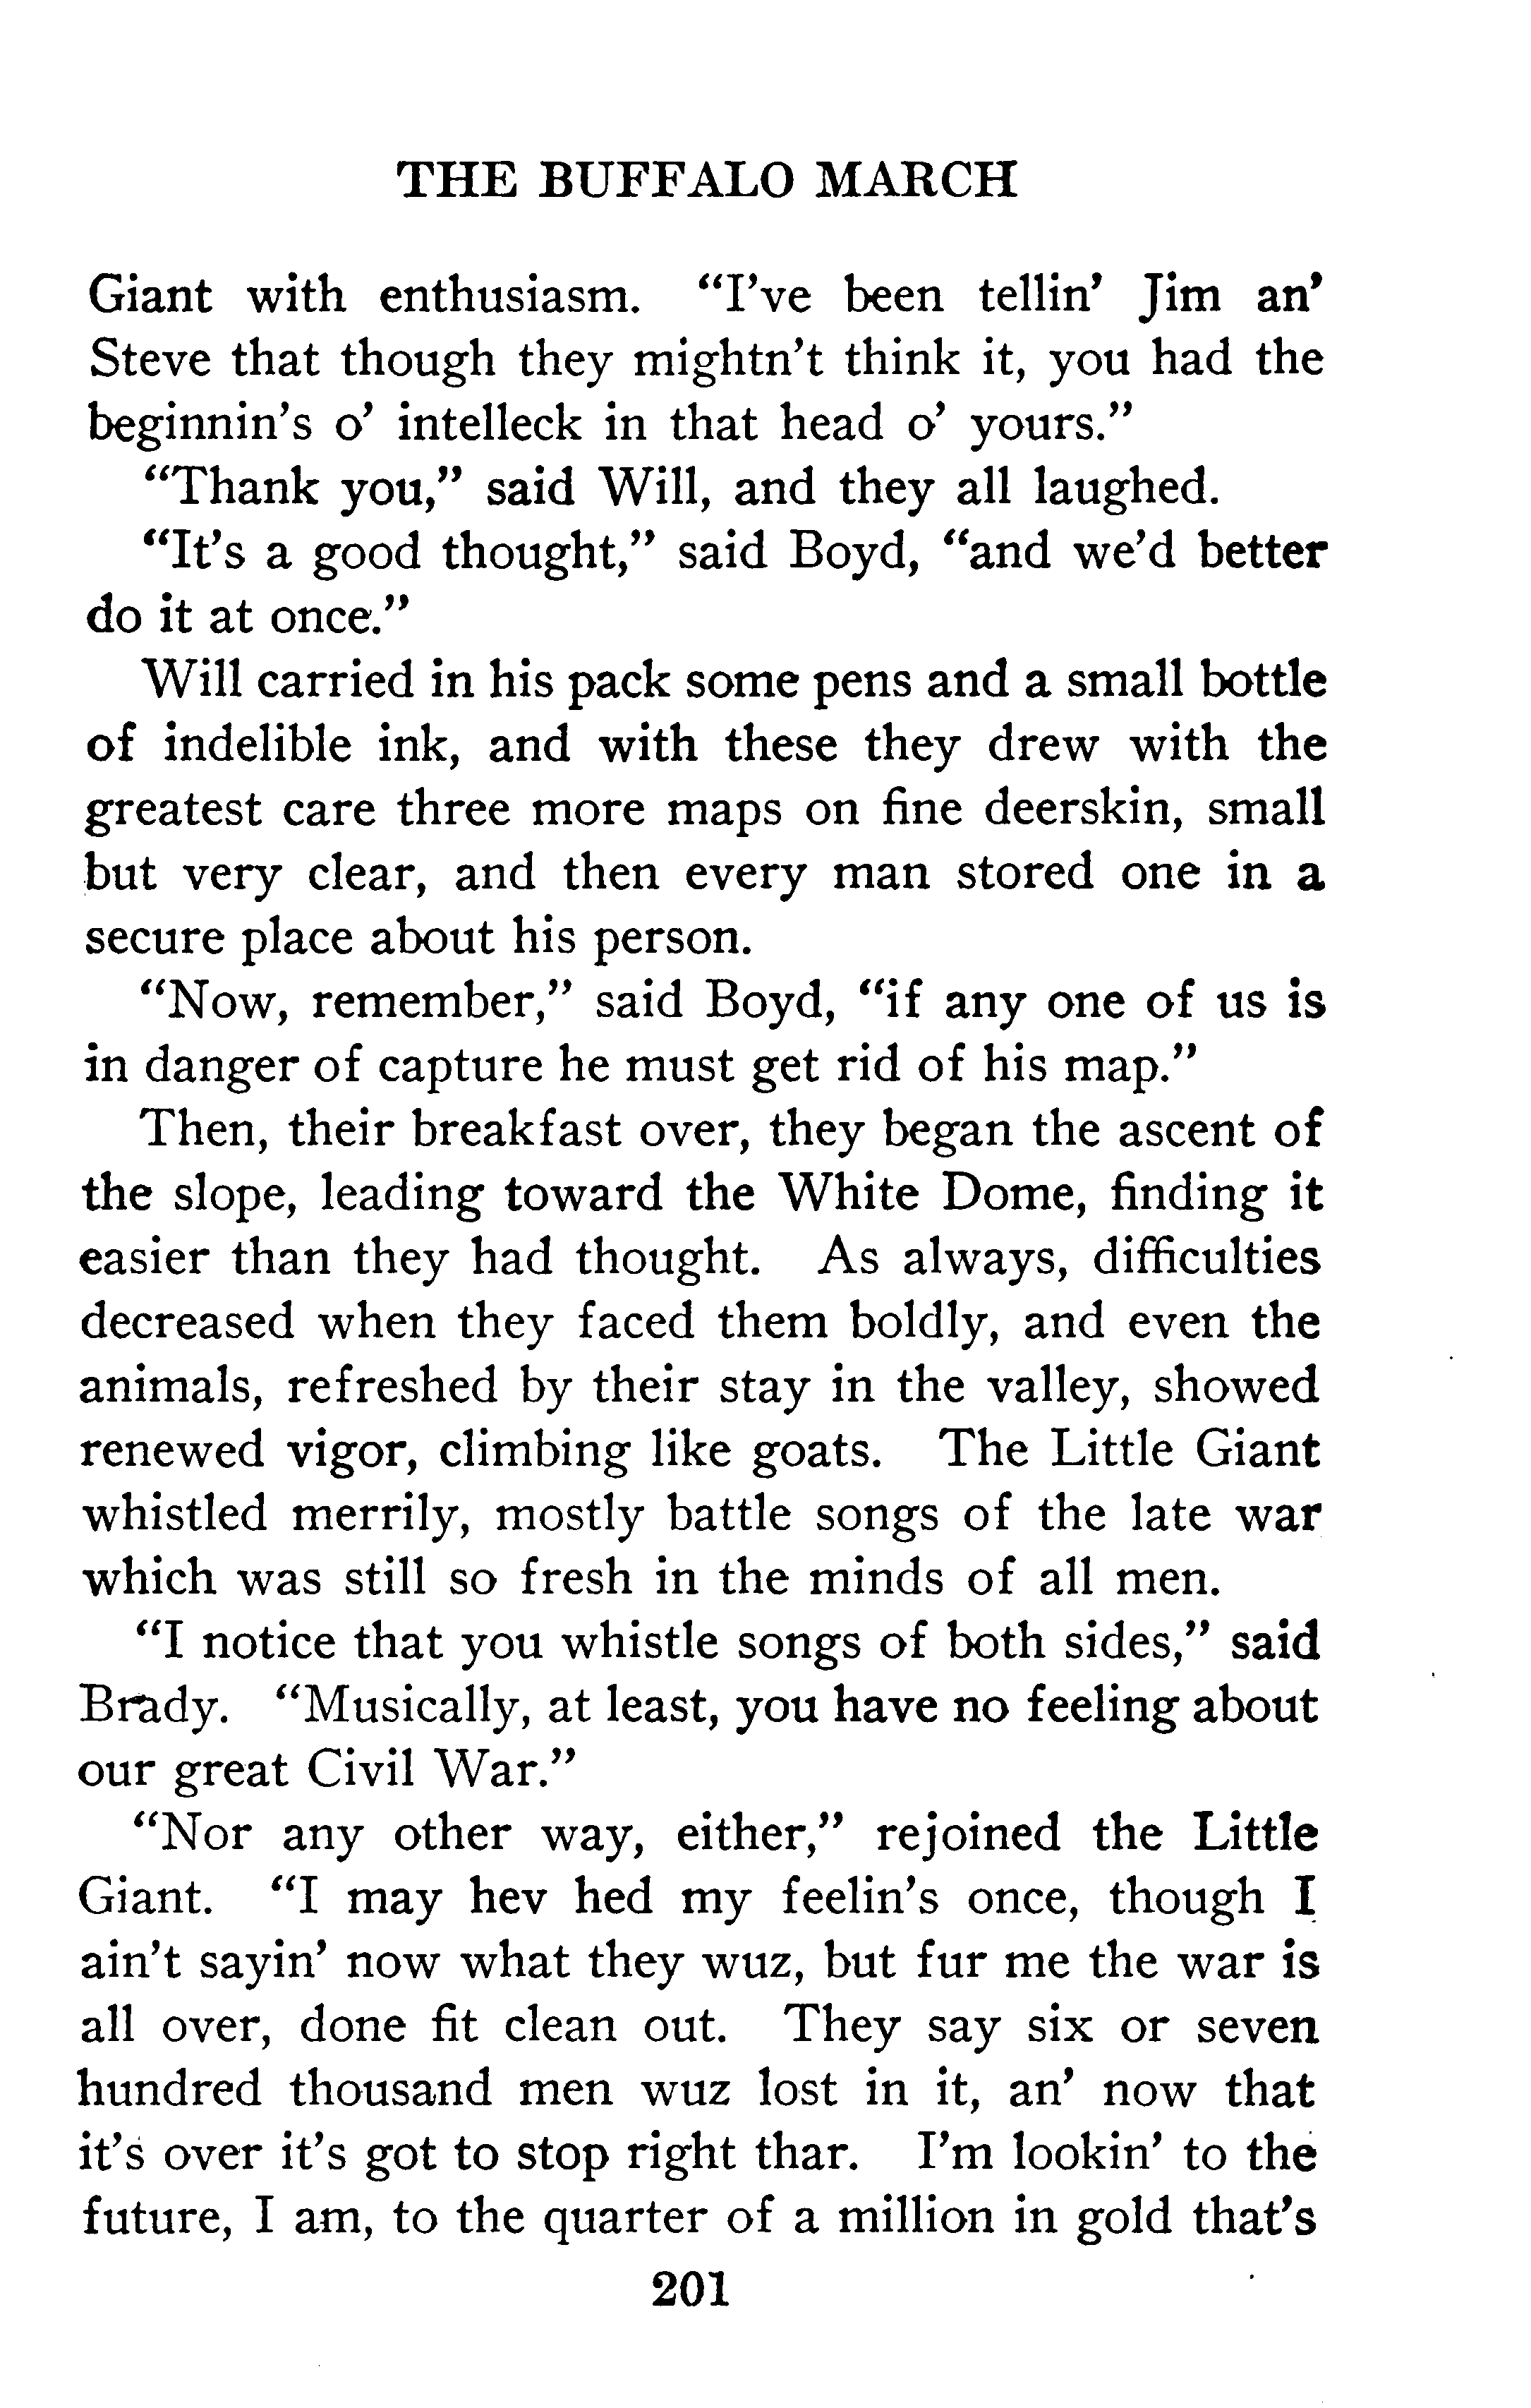 THE BUFFALO MARCH
Giant with enthusiasm. "I've been tellin' Jim an'
Steve that though they mightn't think it, you had the
beginnin's o' intelleck in that head o' yours."
"Thank you," said Will, and they all laughed.
"It's a good thought," said Boyd, "and we'd better
do it at once."
Will carried in his pack some pens and a small bottle
of indelible ink, and with these they drew with the
greatest care three more maps on fine deerskin, small
but very clear, and then every man stored one in a
secure place about his person.
"Now, remember," said Boyd, "if any one of us is
in danger of capture he must get rid of his map."
Then, their breakfast over, they began the ascent of
the slope, leading toward the White Dome, finding it
easier than they had thought. As always, difficulties
decreased when they faced them boldly, and even the
animals, refreshed by their stay in the valley, showed
renewed vigor, climbing like goats. The Little Giant
whistled merrily, mostly battle songs of the late war
which was still so fresh in the minds of all men.
"I notice that you whistle songs of both sides," said
Brady. "Musically, at least, you have no feeling about
our great Civil War."
"Nor any other way, either," rejoined the Little
Giant. "I may hev hed my feelin's once, though I
ain't sayin' now what they wuz, but fur me the war is
all over, done fit clean out. They say six or seven
hundred thousand men wuz lost in it, an' now that
it's over it's got to stop right thar. I'm lookin' to the
future, I am, to the quarter of a million in gold that's
201